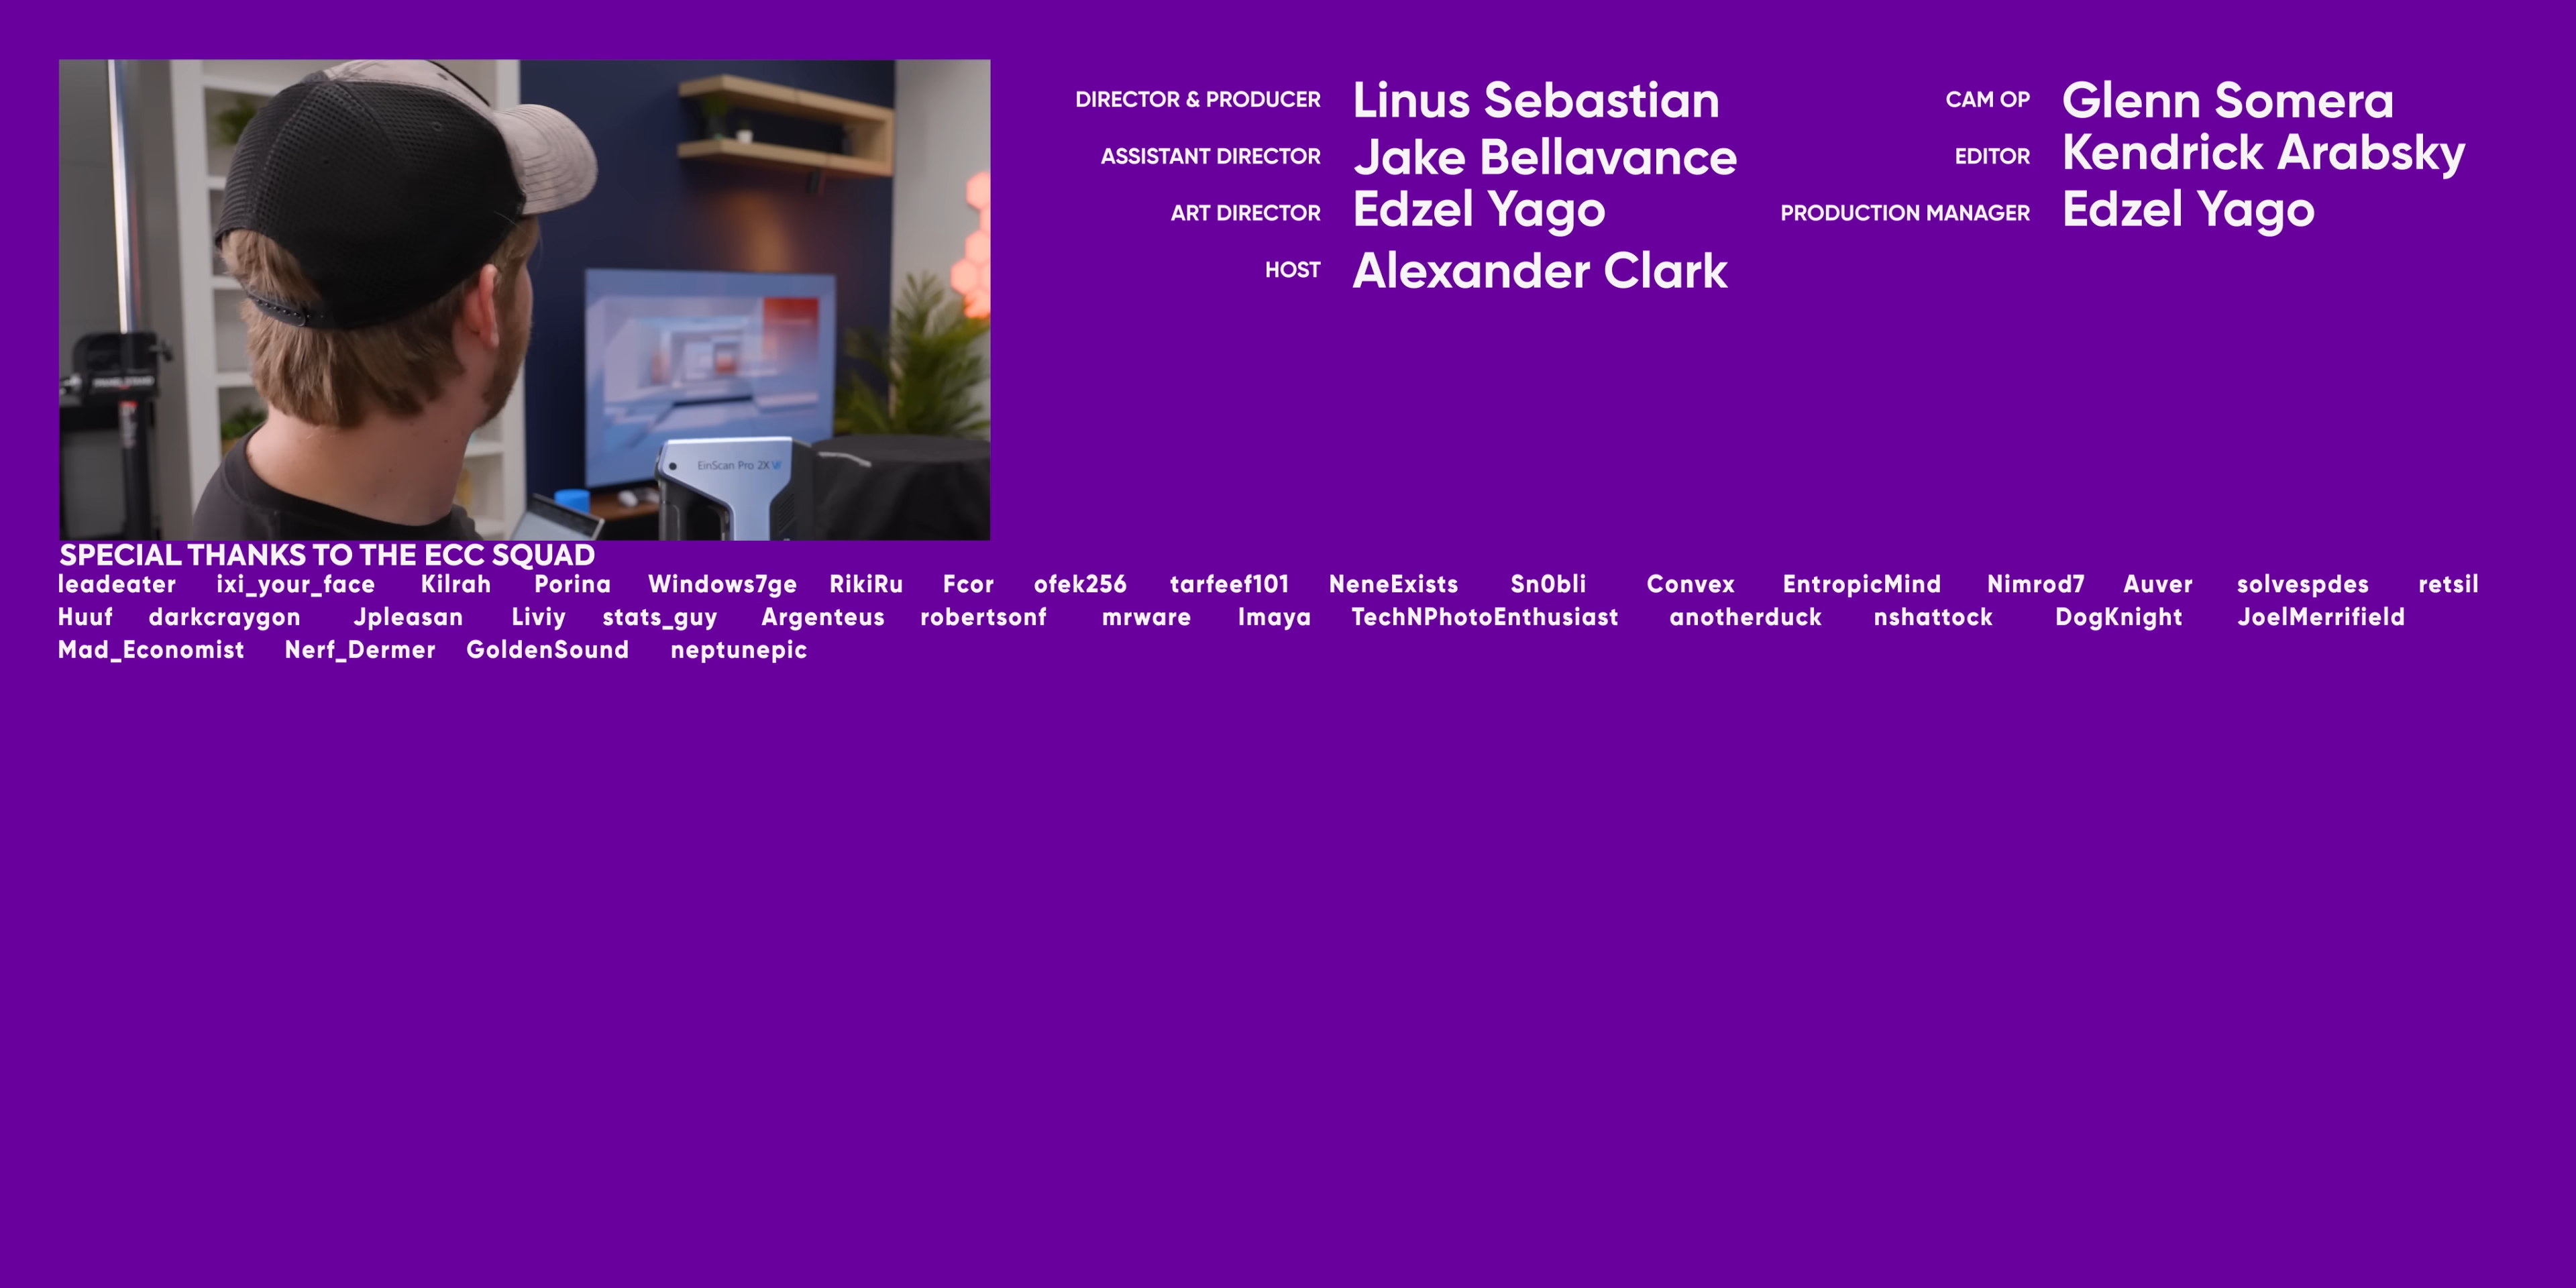 DIRECTOR & PRODUCER Linus Sebastian
ASSISTANT DIRECTOR Jake Bellavance
ART DIRECTOR Edzel Yago
HOST Alexander Clark
CAM OP Glenn Somera
EDITOR Kendrick Arabsky
PRODUCTION MANAGER Edzel Yago
EinScan Pro 2X V
SPECIAL THANKS TO THE ECC SQUAD
leadeater ixi_your_face Kilrah Porina Windows7ge RikiRu Fcor ofek256 tarfeef101 NeneExists Sn0bli Convex EntropicMind Nimrod7 Auver solvespdes retsil
Huuf darkcraygon Jpleasan Liviy stats_guy Argenteus robertsonf mrware Imaya TechNPhotoEnthusiast anotherduck nshattock DogKnight JoelMerrifield
Mad_Economist Nerf_Dermer GoldenSound neptunepic